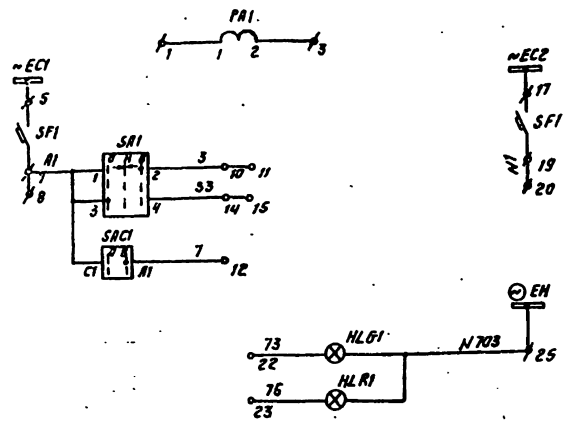 PA1
1 1 2 3
~EC1
5
SF1
A1
7
8
SA1
O H B
1 2 3 10 11
3 4 33 14 15
SAC1
C1 A1 7 12
~EC2
17
SF1
N1
19
20
~ EH
73 HLG1 N703
22 25
76 HLR1
23